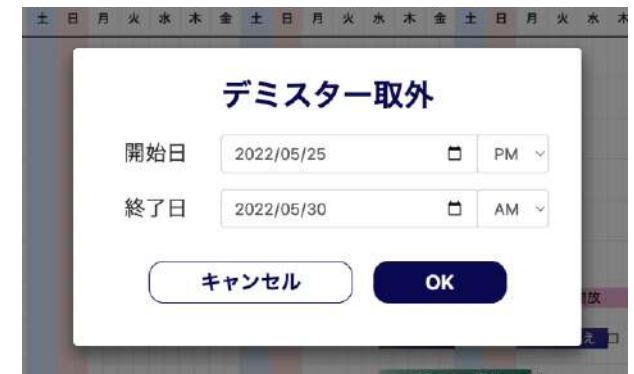 土 日 月 火 水 木 金 土 日 月 火 水 木 金 土 日 月 火 水 木
デミスター取外
開始日 2022/05/25 PM
終了日 2022/05/30 AM
キャンセル OK
放
え